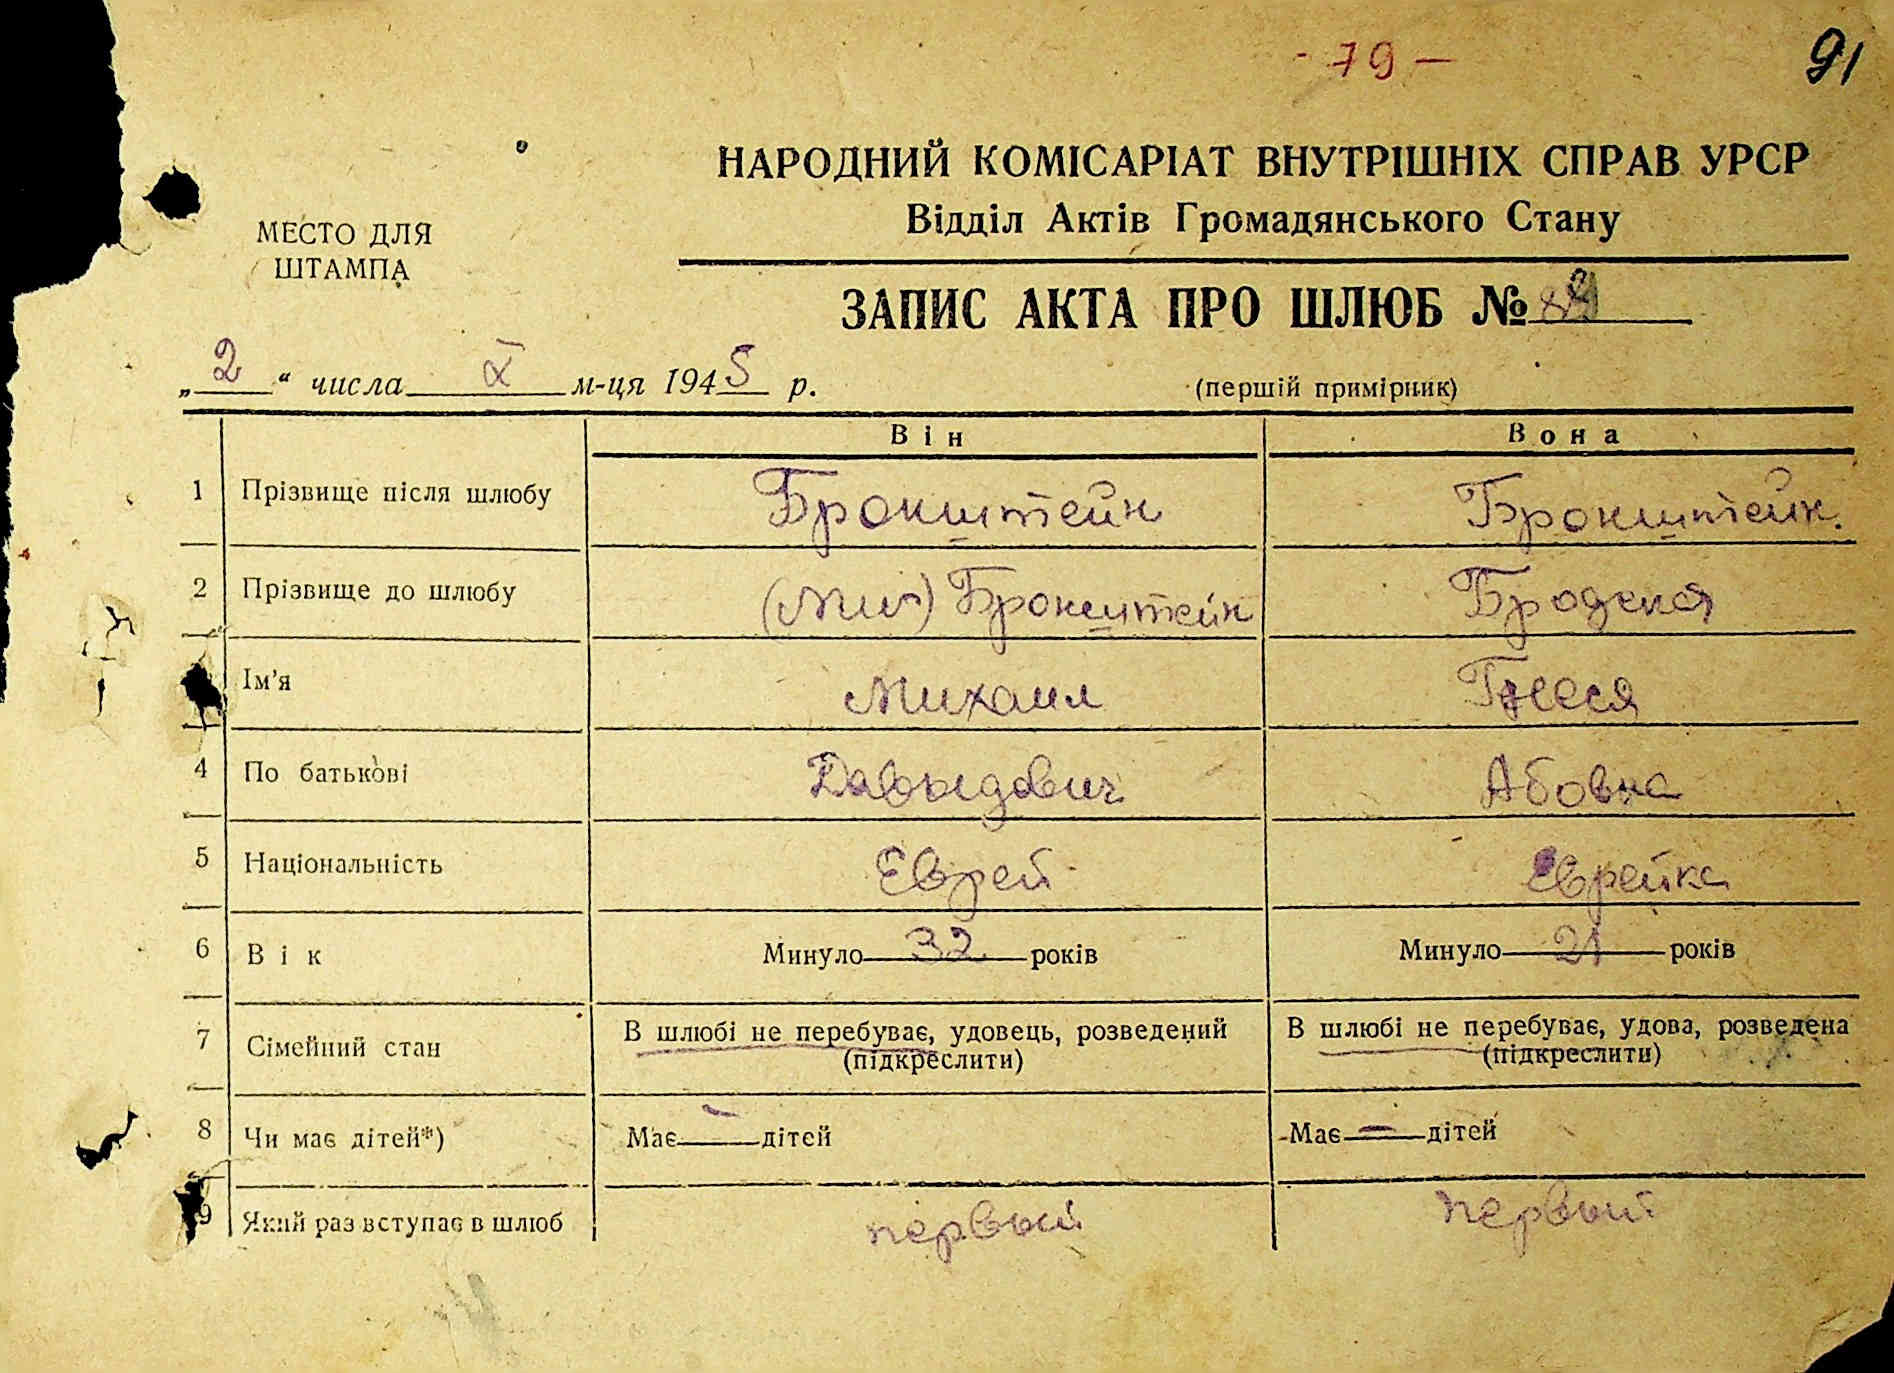 - 79 —
91
НАРОДНИЙ КОМІСАРІАТ ВНУТРІШНІХ СПРАВ УРСР
Відділ Актів Громадянського Стану
МЕСТО ДЛЯ
ШТАМПА
ЗАПИС АКТА ПРО ШЛЮБ №
„2“ числа X м-ця 1945 р.
(першій примірник)
Він Вона
1 Прізвище після шлюбу Бронштейн Бронштейн.
2 Прізвище до шлюбу Бронштейн Бродская
Ім'я Михаил
4 По батькові Давыдович Абовна
5 Національність Еврей Еврейка
6 Вік Минуло 32 років Минуло 21 років
7 Сімейний стан В шлюбі не перебуває, удовець, розведений В шлюбі не перебуває, удова, розведена
(підкреслити) (підкреслити)
8 Чи має дітей*) Має — дітей Має — дітей
9 Який раз вступає в шлюб первый первый